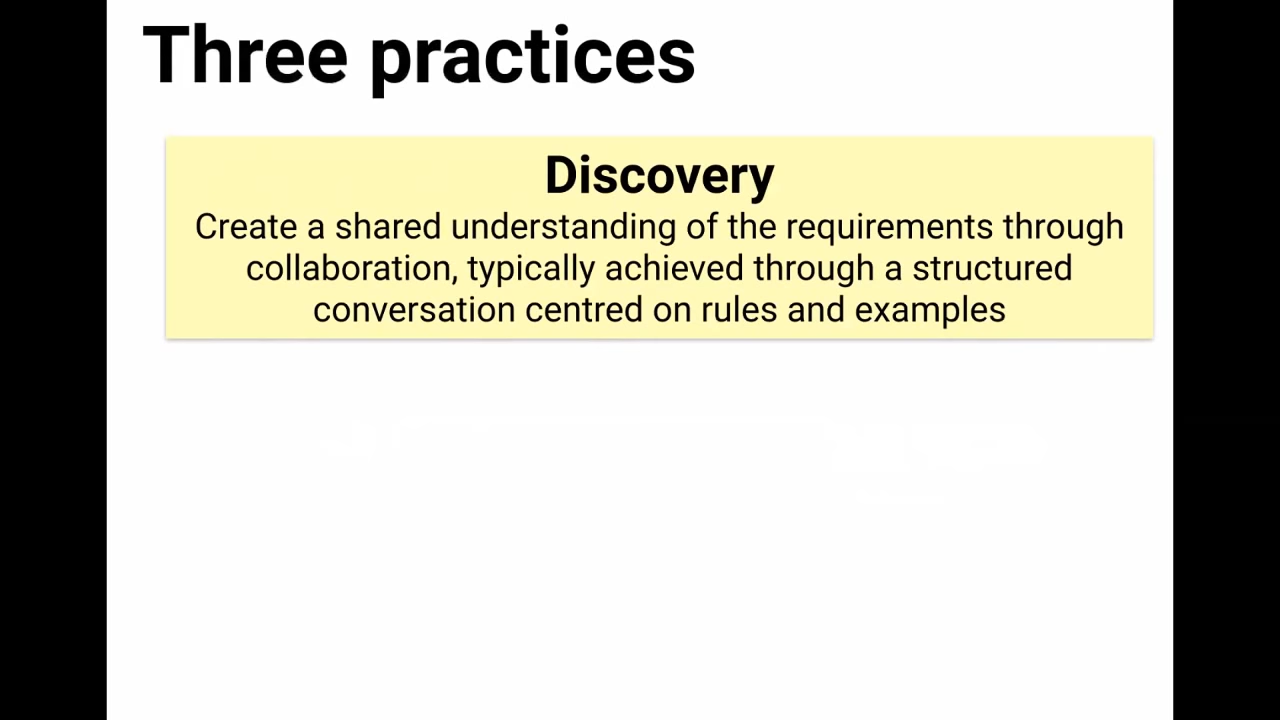 Three practices
Discovery
Create a shared understanding of the requirements through
collaboration, typically achieved through a structured
conversation centred on rules and examples